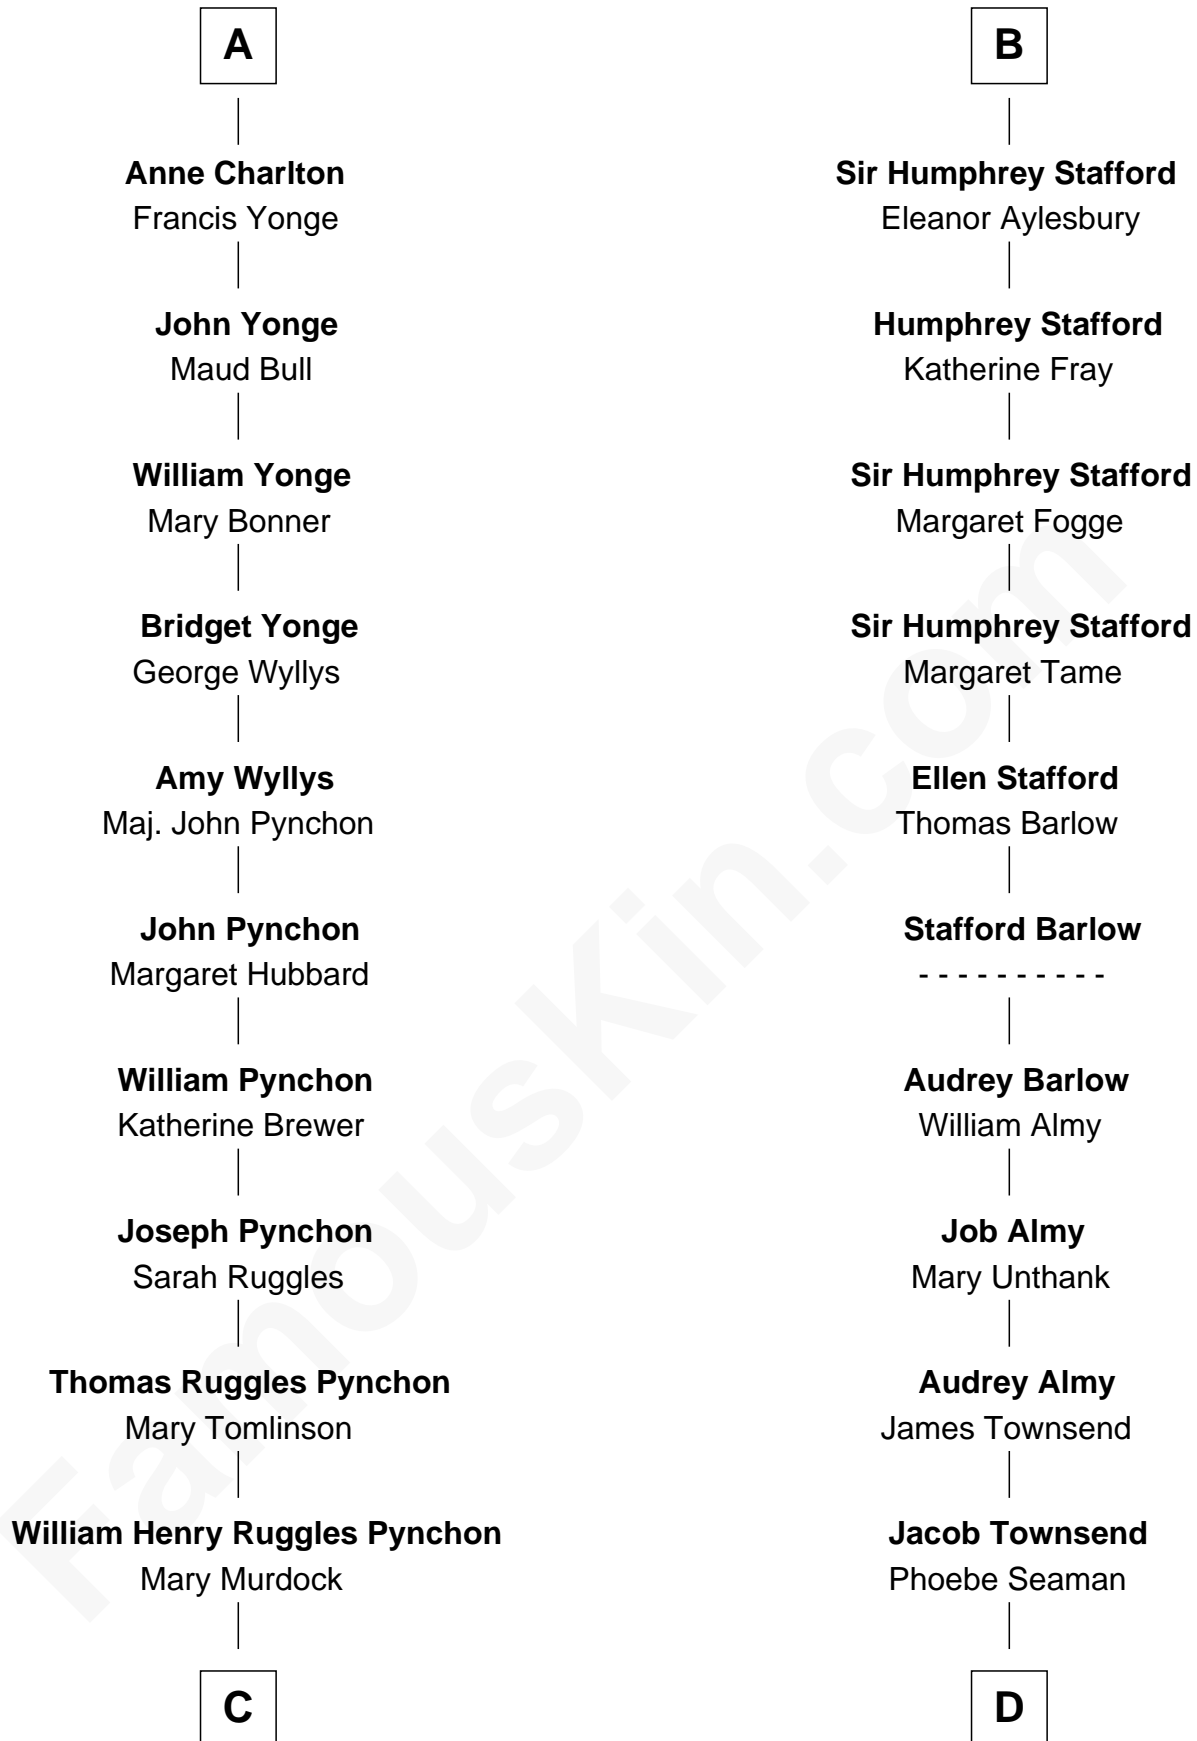 A
Anne Charlton
Francis Yonge
John Yonge
Maud Bull
William Yonge
Mary Bonner
Bridget Yonge
George Wyllys
Amy Wyllys
Maj. John Pynchon
John Pynchon
Margaret Hubbard
William Pynchon
Katherine Brewer
Joseph Pynchon
Sarah Ruggles
Thomas Ruggles Pynchon
Mary Tomlinson
William Henry Ruggles Pynchon
Mary Murdock
C
B
Sir Humphrey Stafford
Eleanor Aylesbury
Humphrey Stafford
Katherine Fray
Sir Humphrey Stafford
Margaret Fogge
Sir Humphrey Stafford
Margaret Tame
Ellen Stafford
Thomas Barlow
Stafford Barlow
- - - - - - - - - -
Audrey Barlow
William Almy
Job Almy
Mary Unthank
Audrey Almy
James Townsend
Jacob Townsend
Phoebe Seaman
D
FamousKin.com